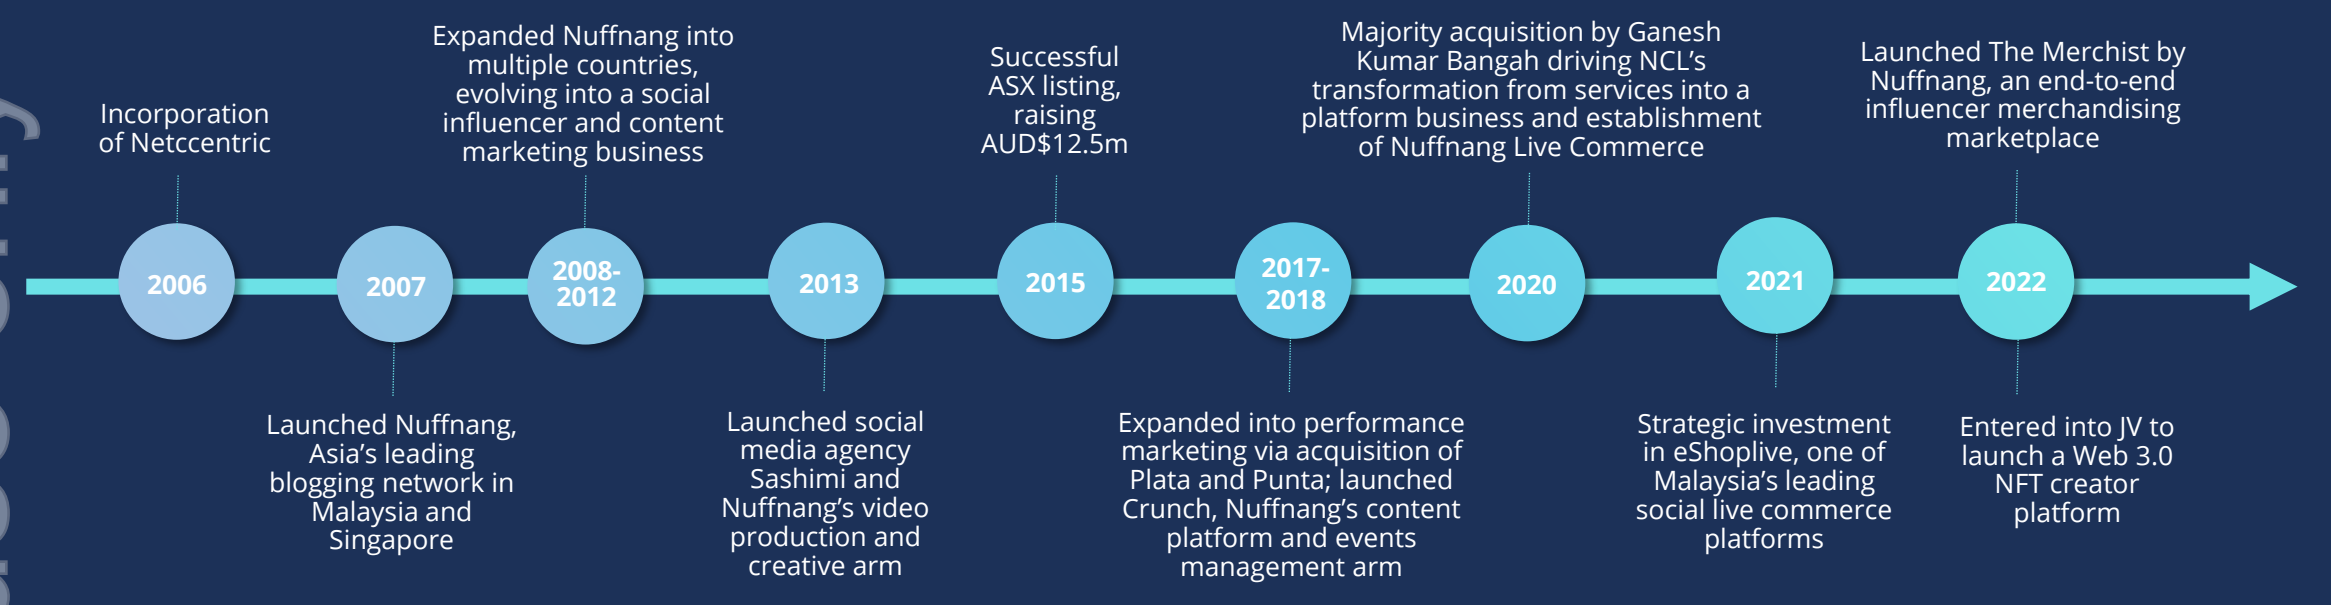 Incorporation
of Netccentric
2006
2007
Launched Nuffnang,
Asia’s leading
blogging network in
Malaysia and
Singapore
Expanded Nuffnang into
multiple countries,
evolving into a social
influencer and content
marketing business
2008-
2012
2013
Launched social
media agency
Sashimi and
Nuffnang’s video
production and
creative arm
Successful
ASX listing,
raising
AUD$12.5m
2015
2017-
2018
Expanded into performance
marketing via acquisition of
Plata and Punta; launched
Crunch, Nuffnang’s content
platform and events
management arm
Majority acquisition by Ganesh
Kumar Bangah driving NCL’s
transformation from services into a
platform business and establishment
of Nuffnang Live Commerce
2020
2021
Strategic investment
in eShoplive, one of
Malaysia’s leading
social live commerce
platforms
Launched The Merchist by
Nuffnang, an end-to-end
influencer merchandising
marketplace
2022
Entered into JV to
launch a Web 3.0
NFT creator
platform